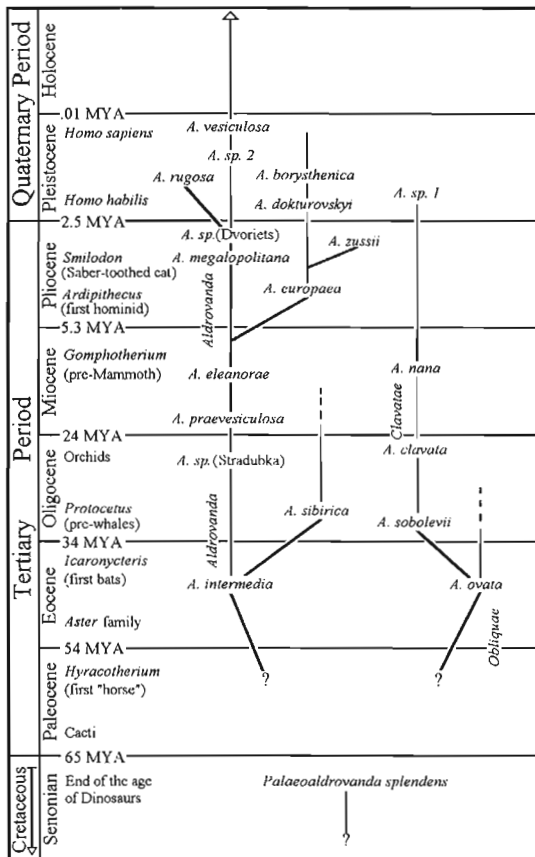 Quaternary Period
Holocene
.01 MYA
Pleistocene
Homo sapiens
A. vesiculosa
A. sp. 2
A. rugosa
A. borysthenica
Homo habilis
A. dokturovskyi
A. sp. 1
2.5 MYA
Tertiary Period
Pliocene
A. sp. (Dvoriets)
A. zussii
Smilodon
(Saber-toothed cat)
A. megalopolitana
Ardipithecus
(first hominid)
A. europaea
Aldrovanda
5.3 MYA
Miocene
Gomphotherium
(pre-Mammoth)
A. eleanorae
A. nana
Clavatae
A. praevesiculosa
24 MYA
Oligocene
Orchids
A. sp. (Stradubka)
A. clavata
Protocetus
(pre-whales)
A. sibirica
A. sobolevii
Aldrovanda
34 MYA
Eocene
Icaronycteris
(first bats)
A. intermedia
A. ovata
Aster family
Obliquae
54 MYA
Paleocene
Hyracotherium
(first "horse")
?
?
Cacti
65 MYA
Cretaceous
Senonian
End of the age
of Dinosaurs
Palaeoaldrovanda splendens
?